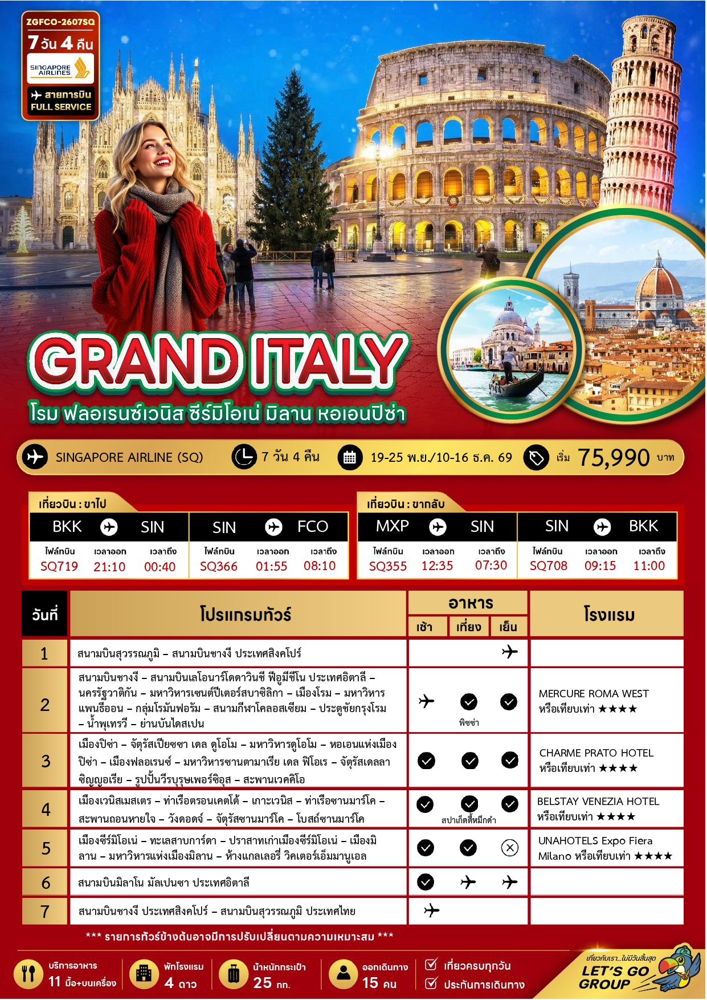 ZGFCO-2607SQ
7 วัน 4 คืน
SINGAPORE AIRLINES
สายการบิน
FULL SERVICE
GRAND ITALY
โรม ฟลอเรนซ์เวนิส ซีร์มิโอเน่ มิลาน หอเอนปิซ่า
SINGAPORE AIRLINE (SQ) 7 วัน 4 คืน 19-25 พ.ย./10-16 ธ.ค. 69 เริ่ม 75,990 บาท
เที่ยวบิน : ขาไป
BKK SIN SIN FCO
ไฟล์ทบิน เวลาออก เวลาถึง ไฟล์ทบิน เวลาออก เวลาถึง
SQ719 21:10 00:40 SQ366 01:55 08:10
เที่ยวบิน : ขากลับ
MXP SIN SIN BKK
ไฟล์ทบิน เวลาออก เวลาถึง ไฟล์ทบิน เวลาออก เวลาถึง
SQ355 12:35 07:30 SQ708 09:15 11:00
วันที่ โปรแกรมทัวร์ อาหาร โรงแรม
เช้า เที่ยง เย็น
1 สนามบินสุวรรณภูมิ – สนามบินชางงี ประเทศสิงคโปร์
2
สนามบินชางงี – สนามบินเลโอนาร์โดดาวินซี ฟีอูมีชีโน ประเทศอิตาลี –
นครรัฐวาติกัน – มหาวิหารเซนต์ปีเตอร์สบาซิลิกา – เมืองโรม – มหาวิหาร
แพนธีออน – กลุ่มโรมันฟอรัม – สนามกีฬาโคลอสเซียม – ประตูชัยกรุงโรม
– น้ำพุเทรวี – ย่านบันไดสเปน
พิซซ่า
MERCURE ROMA WEST
หรือเทียบเท่า ★★★★
3
เมืองปิซ่า – จัตุรัสเปียซซา เดล ดูโอโม – มหาวิหารดูโอโม – หอเอนแห่งเมือง
ปิซ่า – เมืองฟลอเรนซ์ – มหาวิหารซานตามาเรีย เดล ฟิโอเร – จัตุรัสเดลลา
ซิญญอเรีย – รูปปั้นวีรบุรุษเพอร์ซิอุส – สะพานเวคคิโอ
CHARME PRATO HOTEL
หรือเทียบเท่า ★★★★
4
เมืองเวนิสเมสเตร – ท่าเรือตรอนเคตโต้ – เกาะเวนิส – ท่าเรือซานมาร์โค –
สะพานถอนหายใจ – วังดอดจ์ – จัตุรัสซานมาร์โค – โบสถ์ซานมาร์โค
สปาเก็ตตี้หมึกดำ
BELSTAY VENEZIA HOTEL
หรือเทียบเท่า ★★★★
5
เมืองซีร์มิโอเน่ – ทะเลสาบการ์ดา – ปราสาทเก่าเมืองซีร์มิโอเน่ – เมืองมิ
ลาน – มหาวิหารแห่งเมืองมิลาน – ห้างแกลเลอรี่ วิคเตอร์เอ็มมานูเอล
UNAHOTELS Expo Fiera
Milano หรือเทียบเท่า ★★★★
6 สนามบินมิลาโน มัลเปนซา ประเทศอิตาลี
7 สนามบินชางงี ประเทศสิงคโปร์ – สนามบินสุวรรณภูมิ ประเทศไทย
*** รายการทัวร์ข้างต้นอาจมีการปรับเปลี่ยนตามความเหมาะสม ***
บริการอาหาร
11 มื้อ+บนเครื่อง
พักโรงแรม
4 ดาว
น้ำหนักกระเป๋า
25 กก.
ออกเดินทาง
15 คน
เที่ยวครบทุกวัน
ประกันการเดินทาง
เที่ยวกับเรา...ไม่มีวันสิ้นสุด
LET'S GO
GROUP